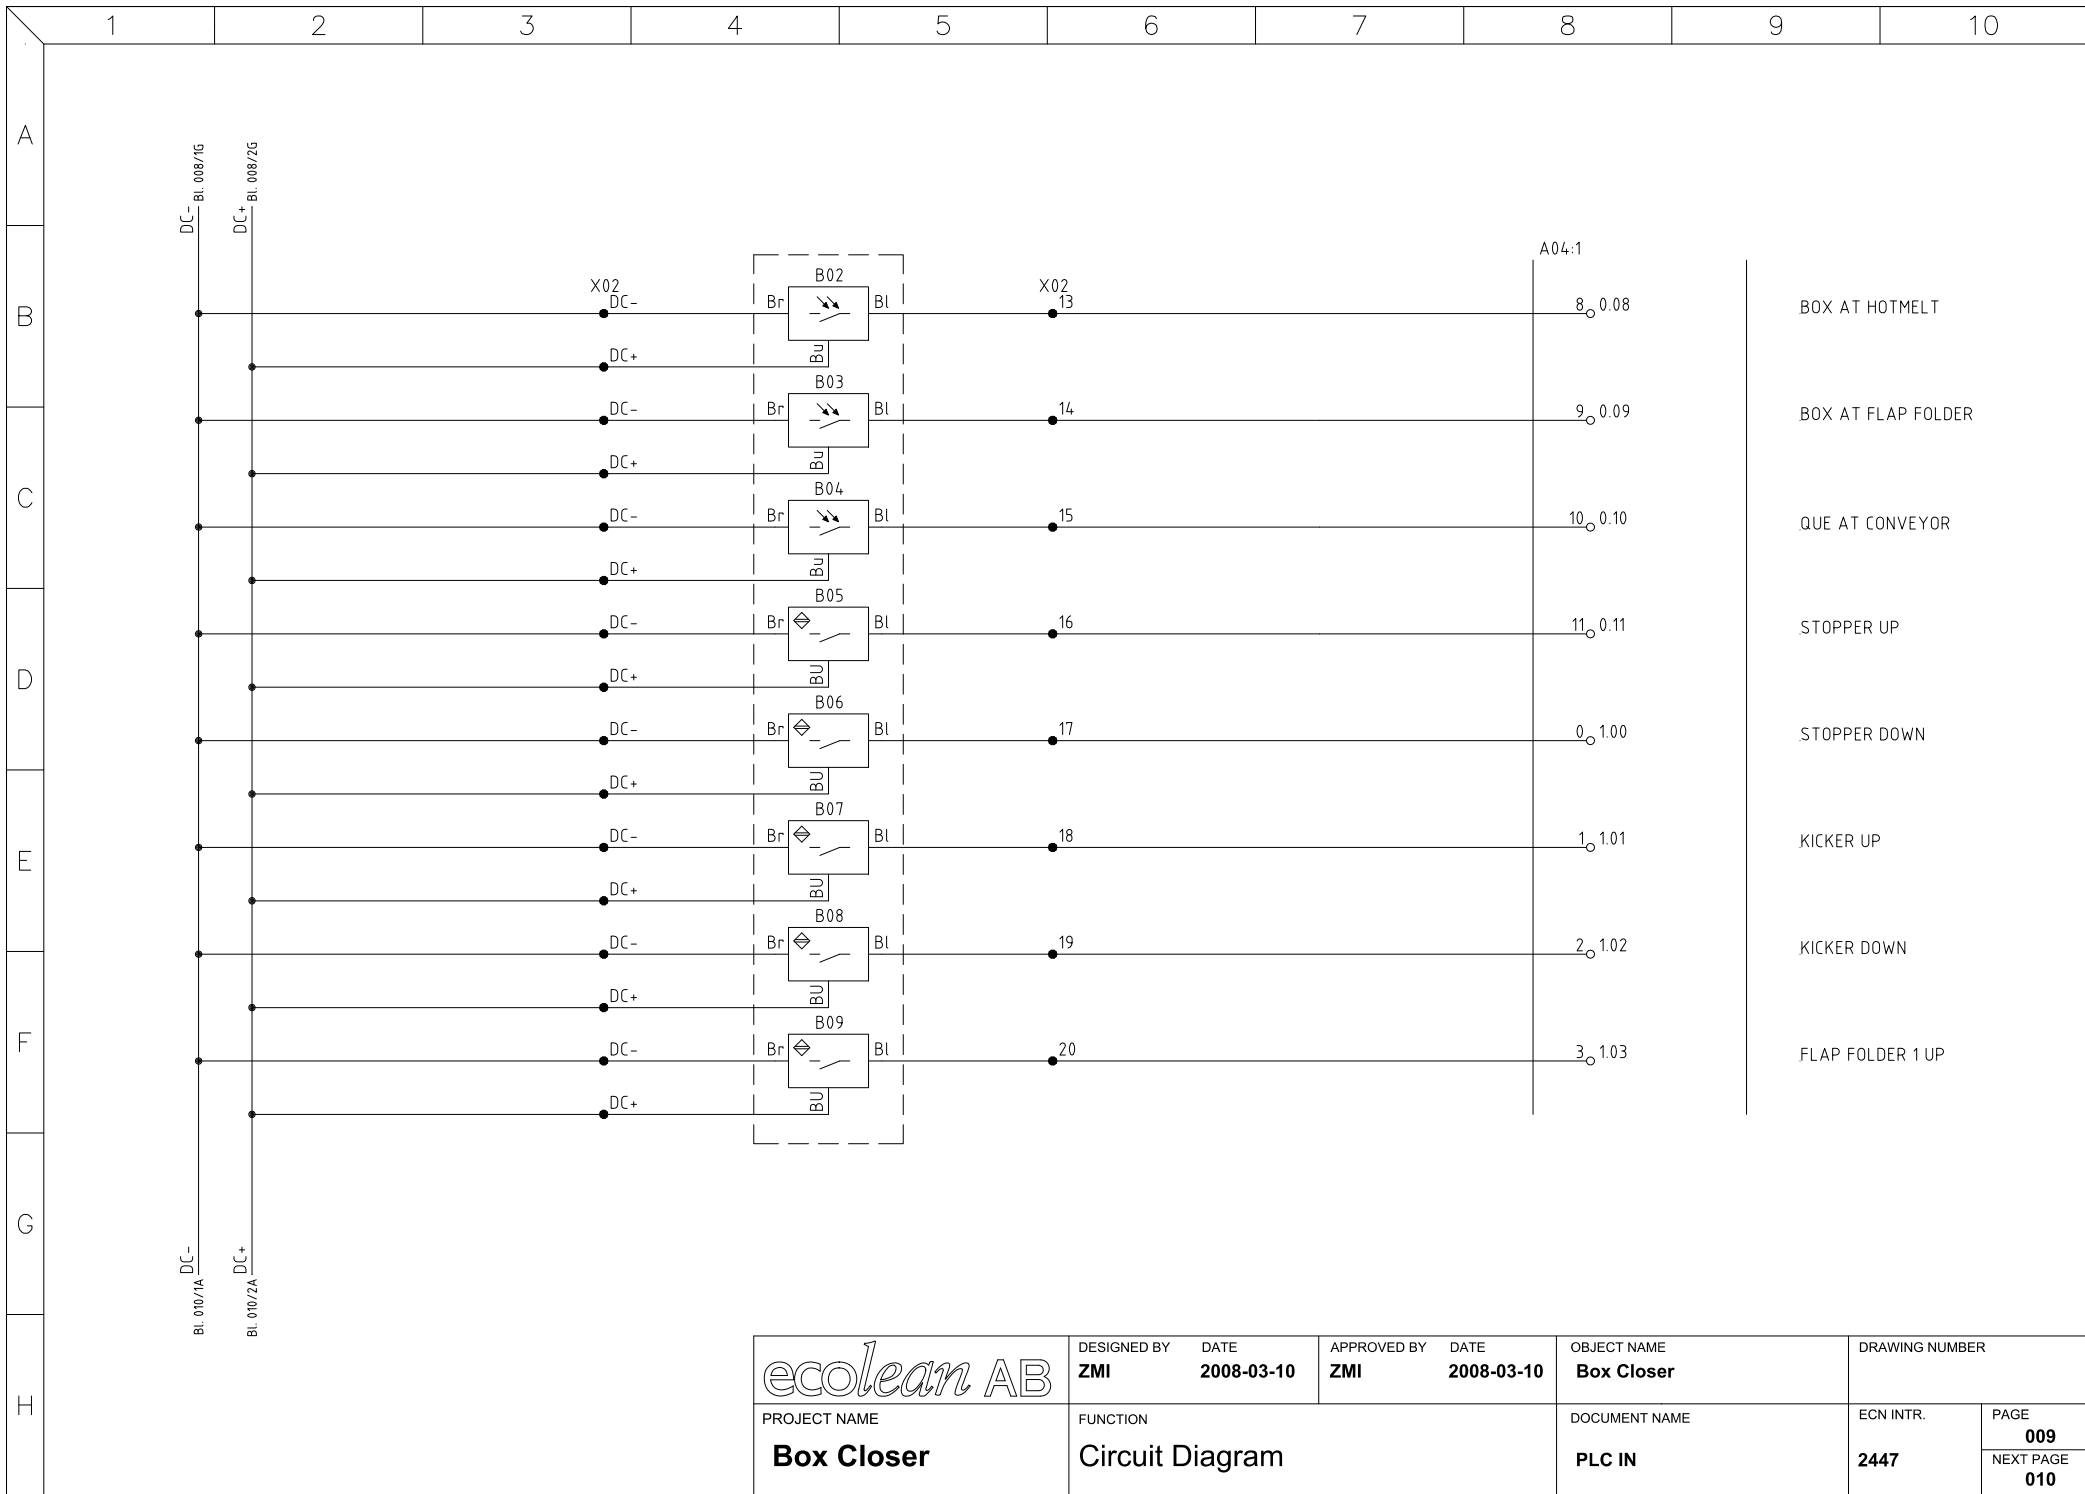 1 2 3 4 5 6 7 8 9 10
A
B
C
D
E
F
G
H
DC- Bl. 008/1G
DC+ Bl. 008/2G
A04:1
X02 DC- Br B02 Bl X02 13 8 0.08 BOX AT HOTMELT
DC+ Bu
DC- Br B03 Bl 14 9 0.09 BOX AT FLAP FOLDER
DC+ Bu
DC- Br B04 Bl 15 10 0.10 QUE AT CONVEYOR
DC+ Bu
DC- Br B05 Bl 16 11 0.11 STOPPER UP
DC+ BU
DC- Br B06 Bl 17 0 1.00 STOPPER DOWN
DC+ BU
DC- Br B07 Bl 18 1 1.01 KICKER UP
DC+ BU
DC- Br B08 Bl 19 2 1.02 KICKER DOWN
DC+ BU
DC- Br B09 Bl 20 3 1.03 FLAP FOLDER 1 UP
DC+ BU
DC- Bl. 010/1A
DC+ Bl. 010/2A
ecolean AB
DESIGNED BY DATE
ZMI 2008-03-10
APPROVED BY DATE
ZMI 2008-03-10
OBJECT NAME
Box Closer
DRAWING NUMBER
PROJECT NAME
Box Closer
FUNCTION
Circuit Diagram
DOCUMENT NAME
PLC IN
ECN INTR.
2447
PAGE
009
NEXT PAGE
010